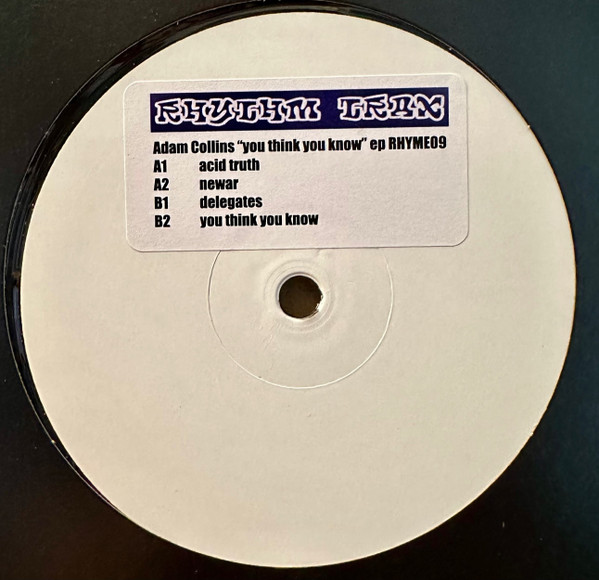 RHYTHM TRAX
Adam Collins "you think you know" ep RHYME09
A1 acid truth
A2 newar
B1 delegates
B2 you think you know